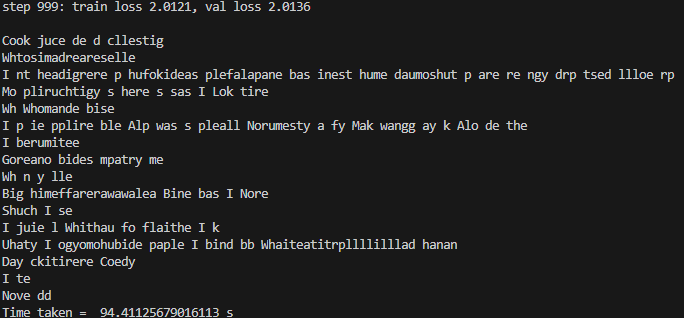 step 999: train loss 2.0121, val loss 2.0136
Cook juce de d cllestig
Whtosimadreareselle
I nt headigrere p hufokideas plefalapane bas inest hume daumoshut p are re ngy drp tsed llloe rp
Mo pliruchtigy s here s sas I Lok tire
Wh Whomande bise
I p ie pplire ble Alp was s pleall Norumesty a fy Mak wangg ay k Alo de the
I berumitee
Goreano bides mpatry me
Wh n y lle
Big himeffarerawawalea Bine bas I Nore
Shuch I se
I juie l Whithau fo flaithe I k
Uhaty I ogyomohubide paple I bind bb Whaiteatitrplllliilllad hanan
Day ckitirere Coedy
I te
Nove dd
Time taken =  94.41125679016113 s